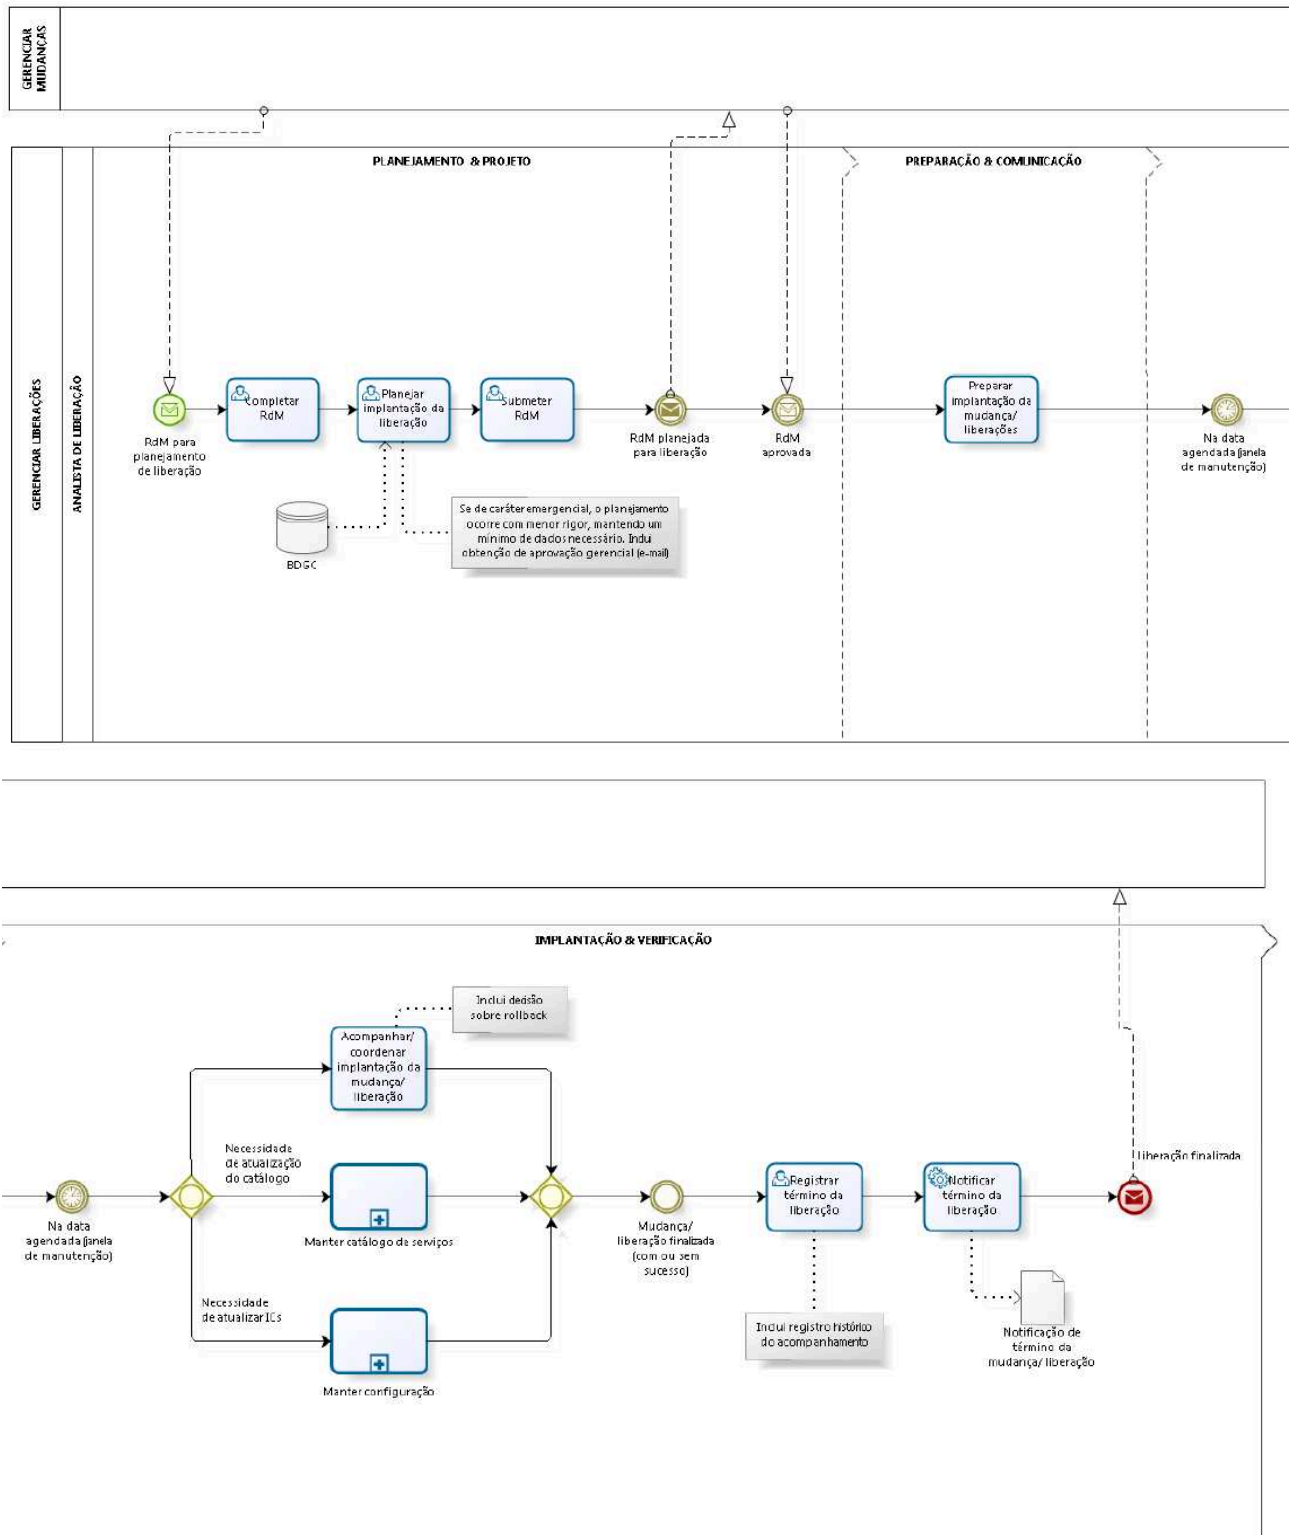 GERENCIAR
MUDANÇAS
GERENCIAR LIBERAÇÕES
ANALISTA DE LIBERAÇÃO
PLANEJAMENTO & PROJETO
PREPARAÇÃO & COMUNICAÇÃO
RdM para
planejamento
de liberação
Completar
RdM
Planejar
implantação da
liberação
Submeter
RdM
RdM planejada
para liberação
RdM
aprovada
Preparar
implantação da
mudança/
liberações
Na data
agendada (janela
de manutenção)
BDGC
Se de caráter emergencial, o planejamento
ocorre com menor rigor, mantendo um
mínimo de dados necessário. Inclui
obtenção de aprovação gerencial (e-mail)
IMPLANTAÇÃO & VERIFICAÇÃO
Inclui decisão
sobre rollback
Acompanhar/
coordenar
implantação da
mudança/
liberação
Necessidade
de atualização
do catálogo
Liberação finalizada
Na data
agendada (janela
de manutenção)
Manter catálogo de serviços
Mudança/
liberação finalizada
(com ou sem
sucesso)
Registrar
término da
liberação
Notificar
término da
liberação
Necessidade
de atualizar ICs
Manter configuração
Inclui registro histórico
do acompanhamento
Notificação de
término da
mudança/ liberação